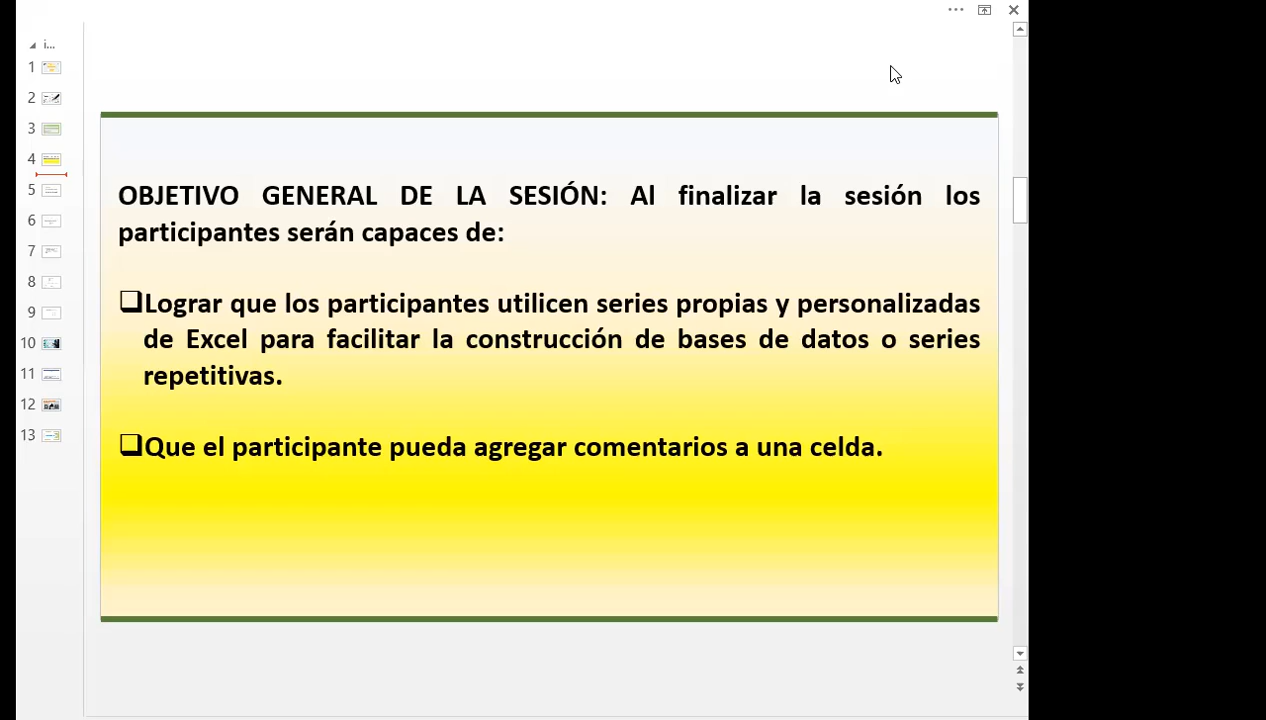 i...
1
2
3
4
5
6
7
8
9
10
11
12
13
OBJETIVO GENERAL DE LA SESIÓN: Al finalizar la sesión los
participantes serán capaces de:
❑Lograr que los participantes utilicen series propias y personalizadas
de Excel para facilitar la construcción de bases de datos o series
repetitivas.
❑Que el participante pueda agregar comentarios a una celda.